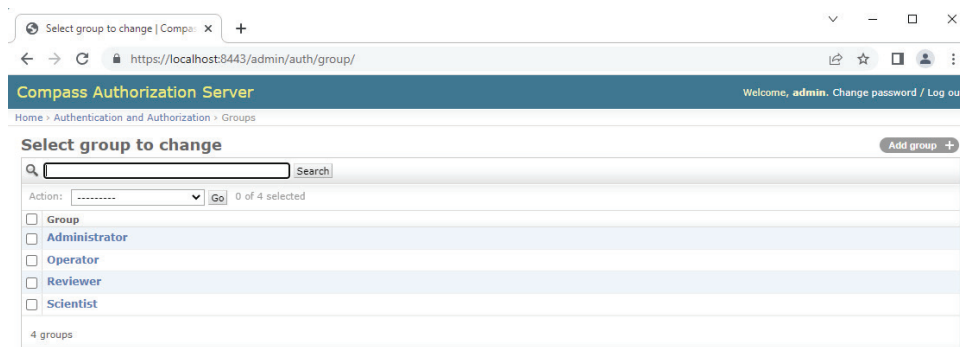 Select group to change | Compa
https://localhost:8443/admin/auth/group/
Compass Authorization Server
Welcome, admin. Change password / Log ou
Home › Authentication and Authorization › Groups
Select group to change
Add group +
Search
Action: --------- Go 0 of 4 selected
Group
Administrator
Operator
Reviewer
Scientist
4 groups